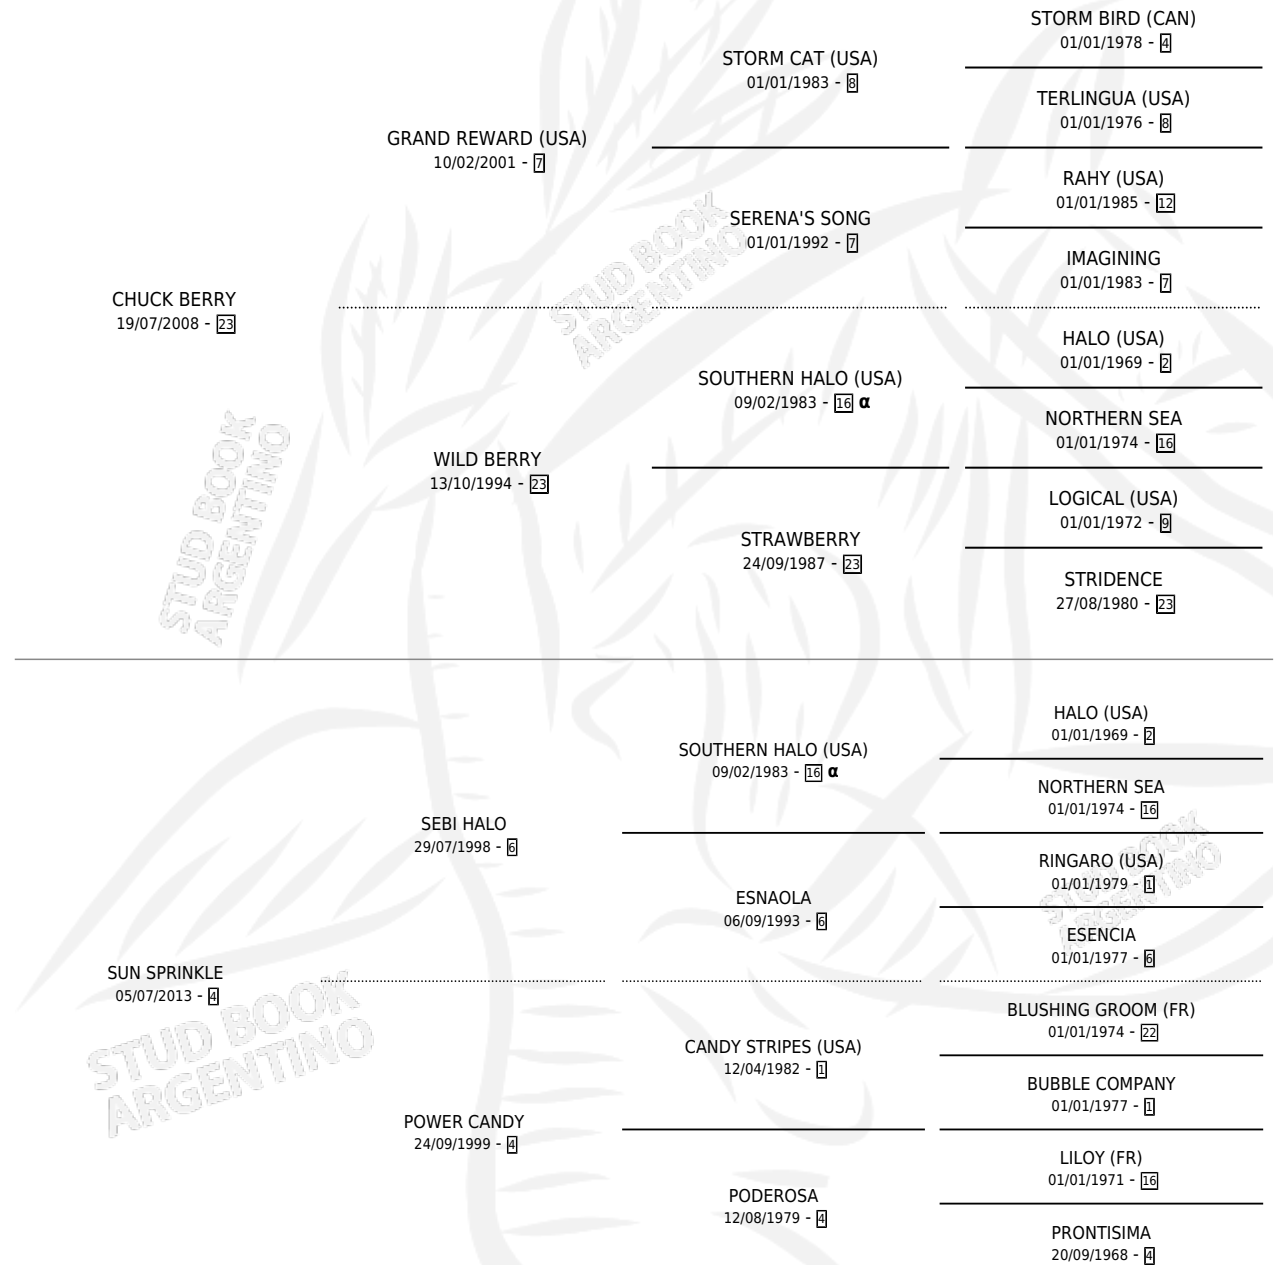 STORM BIRD (CAN)
01/01/1978 - 4
STORM CAT (USA)
01/01/1983 - 8
TERLINGUA (USA)
01/01/1976 - 8
GRAND REWARD (USA)
10/02/2001 - 7
RAHY (USA)
01/01/1985 - 12
SERENA'S SONG
01/01/1992 - 7
IMAGINING
01/01/1983 - 7
CHUCK BERRY
19/07/2008 - 23
HALO (USA)
01/01/1969 - 2
SOUTHERN HALO (USA)
09/02/1983 - 16 α
NORTHERN SEA
01/01/1974 - 16
WILD BERRY
13/10/1994 - 23
LOGICAL (USA)
01/01/1972 - 9
STRAWBERRY
24/09/1987 - 23
STRIDENCE
27/08/1980 - 23
HALO (USA)
01/01/1969 - 2
SOUTHERN HALO (USA)
09/02/1983 - 16 α
NORTHERN SEA
01/01/1974 - 16
SEBI HALO
29/07/1998 - 6
RINGARO (USA)
01/01/1979 - 1
ESNAOLA
06/09/1993 - 6
ESENCIA
01/01/1977 - 6
SUN SPRINKLE
05/07/2013 - 4
BLUSHING GROOM (FR)
01/01/1974 - 22
CANDY STRIPES (USA)
12/04/1982 - 1
BUBBLE COMPANY
01/01/1977 - 1
POWER CANDY
24/09/1999 - 4
LILOY (FR)
01/01/1971 - 16
PODEROSA
12/08/1979 - 4
PRONTISIMA
20/09/1968 - 4
STUD BOOK
ARGENTINO
STUD BOOK
ARGENTINO
STUD BOOK
ARGENTINO
STUD BOOK
ARGENTINO